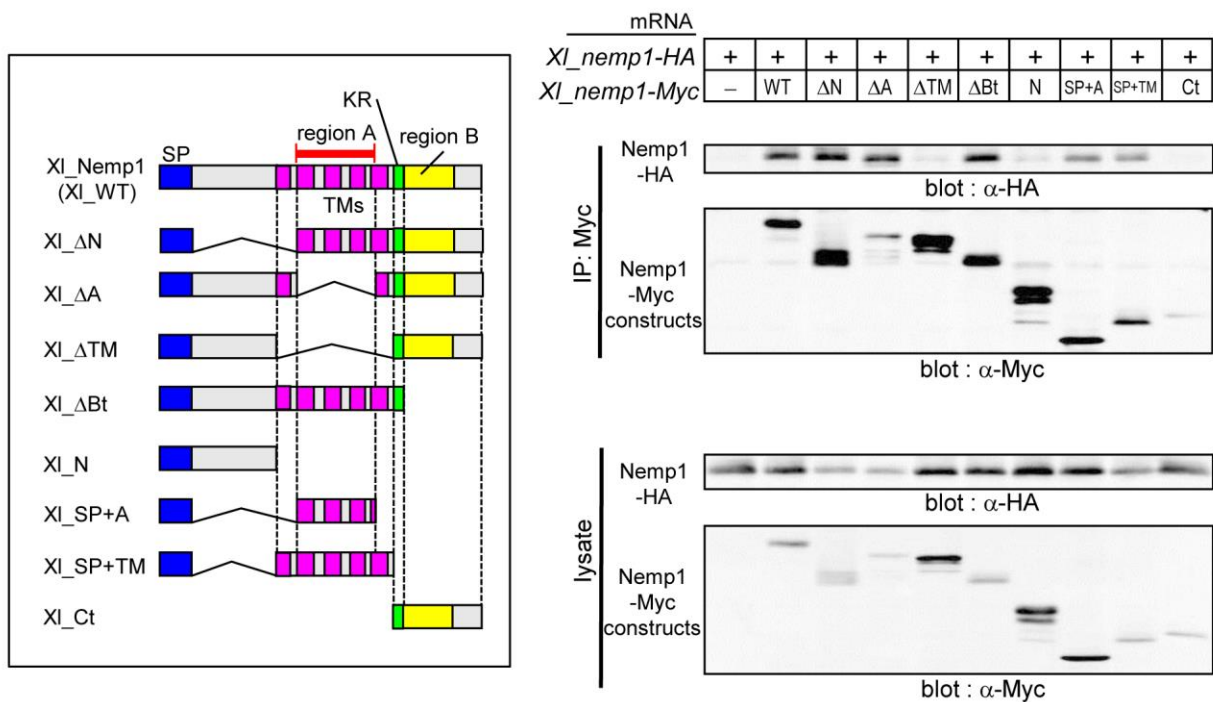 KR
region A
region B
SP
Xl_Nemp1
(Xl_WT)
TMs
Xl_ΔN
Xl_ΔA
Xl_ΔTM
Xl_ΔBt
Xl_N
Xl_SP+A
Xl_SP+TM
Xl_Ct
mRNA
Xl_nemp1-HA + + + + + + + + + +
Xl_nemp1-Myc – WT ΔN ΔA ΔTM ΔBt N SP+A SP+TM Ct
IP: Myc
Nemp1
-HA
blot : α-HA
Nemp1
-Myc
constructs
blot : α-Myc
lysate
Nemp1
-HA
blot : α-HA
Nemp1
-Myc
constructs
blot : α-Myc